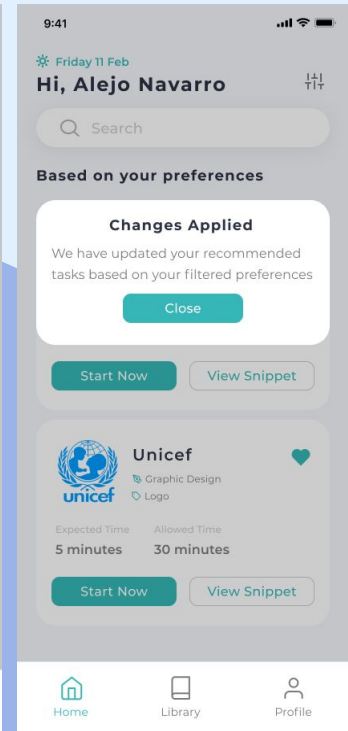 9:41
Friday 11 Feb
Hi, Alejo Navarro
Search
Based on your preferences
Changes Applied
We have updated your recommended
tasks based on your filtered preferences
Close
Start Now
View Snippet
Unicef
Graphic Design
unicef
Logo
Expected Time
Allowed Time
5 minutes
30 minutes
Start Now
View Snippet
Home
Library
Profile